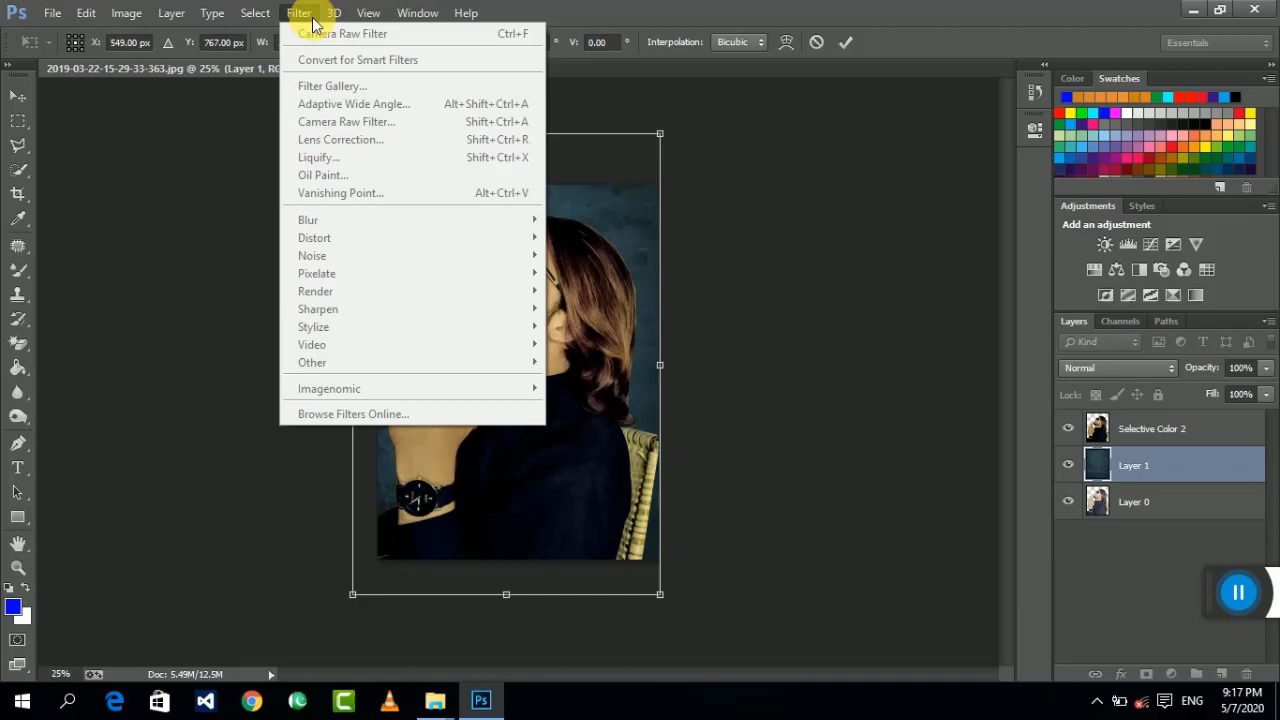 Ps File Edit Image Layer Type Select Filter 3D View Window Help
X: 549.00 px Y: 767.00 px W: V: 0.00 ° Interpolation: Bicubic Essentials
2019-03-22-15-29-33-363.jpg @ 25% (Layer 1, RG
Camera Raw Filter Ctrl+F
Convert for Smart Filters
Filter Gallery...
Adaptive Wide Angle... Alt+Shift+Ctrl+A
Camera Raw Filter... Shift+Ctrl+A
Lens Correction... Shift+Ctrl+R
Liquify... Shift+Ctrl+X
Oil Paint...
Vanishing Point... Alt+Ctrl+V
Blur
Distort
Noise
Pixelate
Render
Sharpen
Stylize
Video
Other
Imagenomic
Browse Filters Online...
Color Swatches
Adjustments Styles
Add an adjustment
Layers Channels Paths
Kind
Normal Opacity: 100%
Lock: Fill: 100%
Selective Color 2
Layer 1
Layer 0
25% Doc: 5.49M/12.5M
Ps
ENG
9:17 PM
5/7/2020